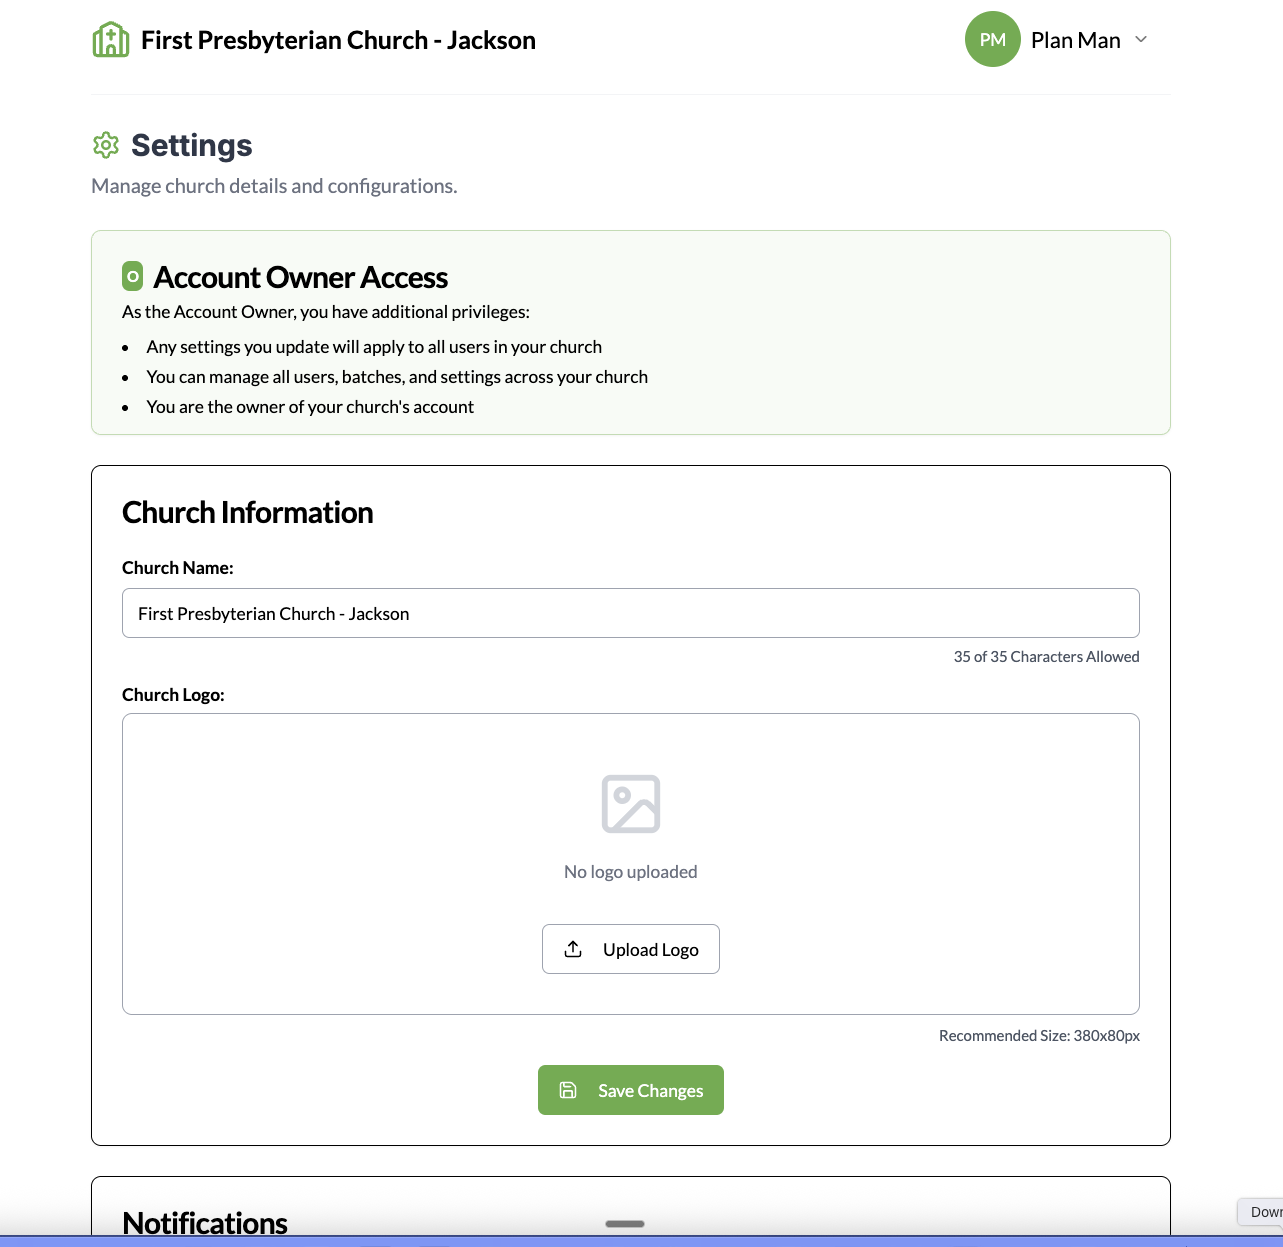 First Presbyterian Church - Jackson
PM
Plan Man
Settings
Manage church details and configurations.
O
Account Owner Access
As the Account Owner, you have additional privileges:
• Any settings you update will apply to all users in your church
• You can manage all users, batches, and settings across your church
• You are the owner of your church's account
Church Information
Church Name:
First Presbyterian Church - Jackson
35 of 35 Characters Allowed
Church Logo:
No logo uploaded
Upload Logo
Recommended Size: 380x80px
Save Changes
Notifications